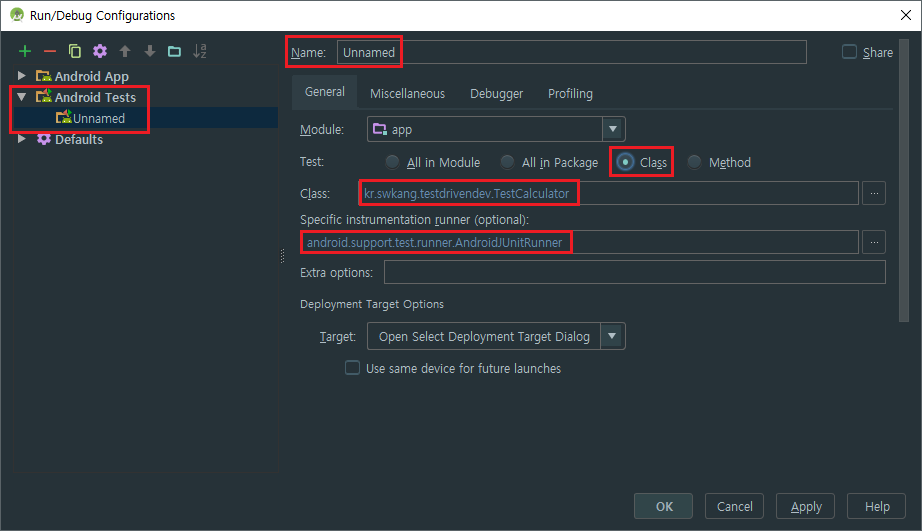 Run/Debug Configurations
Android App
Android Tests
Unnamed
Defaults
Name: Unnamed
Share
General Miscellaneous Debugger Profiling
Module: app
Test: All in Module All in Package Class Method
Class: kr.swkang.testdrivendev.TestCalculator ...
Specific instrumentation runner (optional):
android.support.test.runner.AndroidJUnitRunner ...
Extra options:
Deployment Target Options
Target: Open Select Deployment Target Dialog
Use same device for future launches
OK Cancel Apply Help